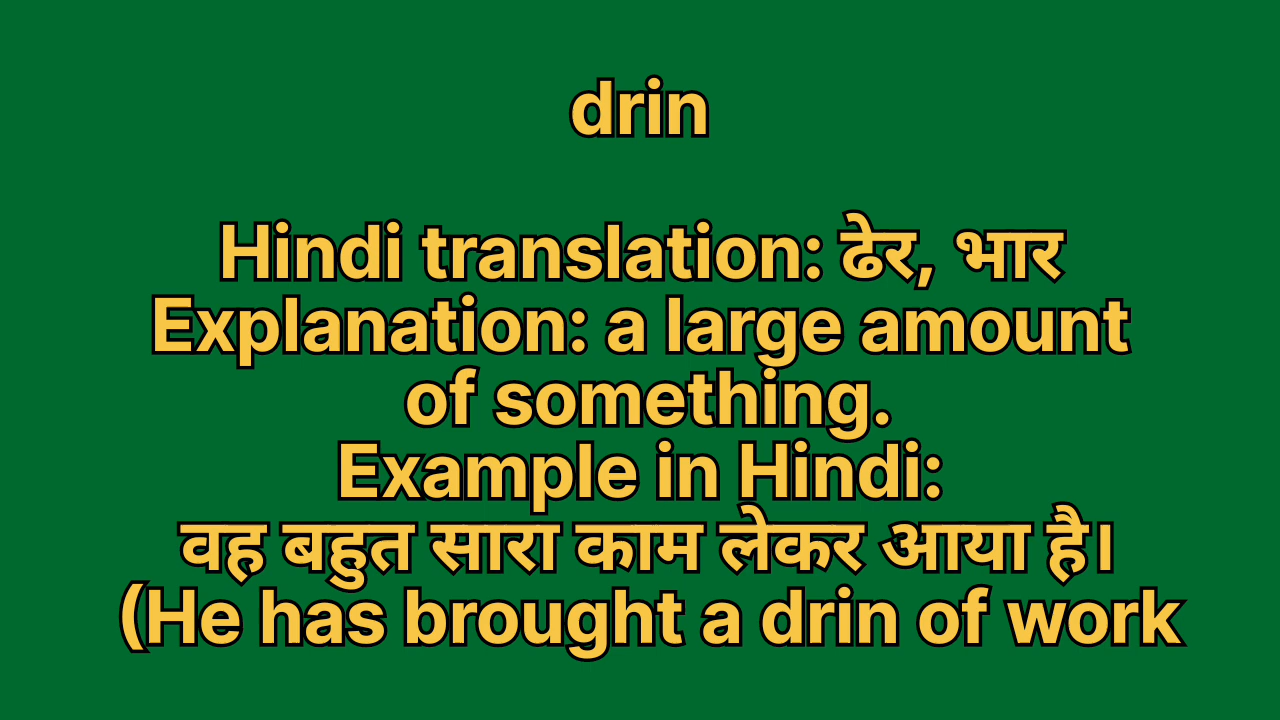 drin
Hindi translation: ढेर, भार
Explanation: a large amount
of something.
Example in Hindi:
वह बहुत सारा काम लेकर आया है।
(He has brought a drin of work